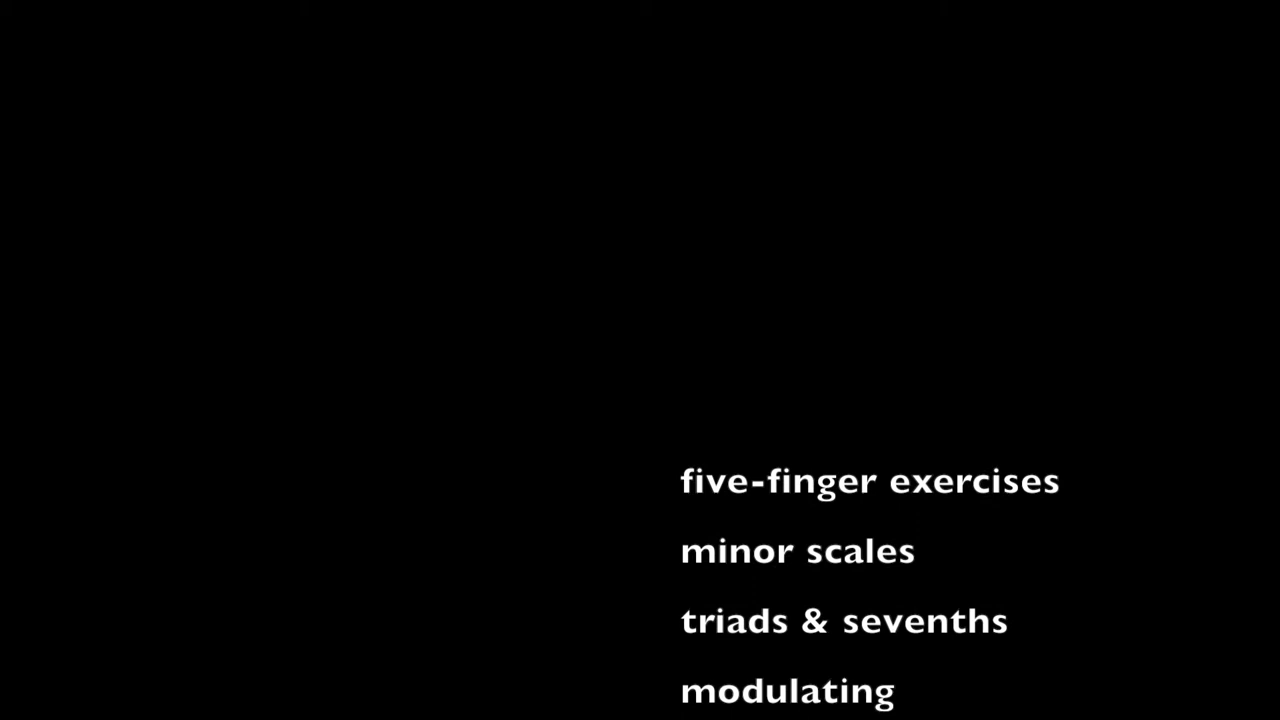 five-finger exercises
minor scales
triads & sevenths
modulating